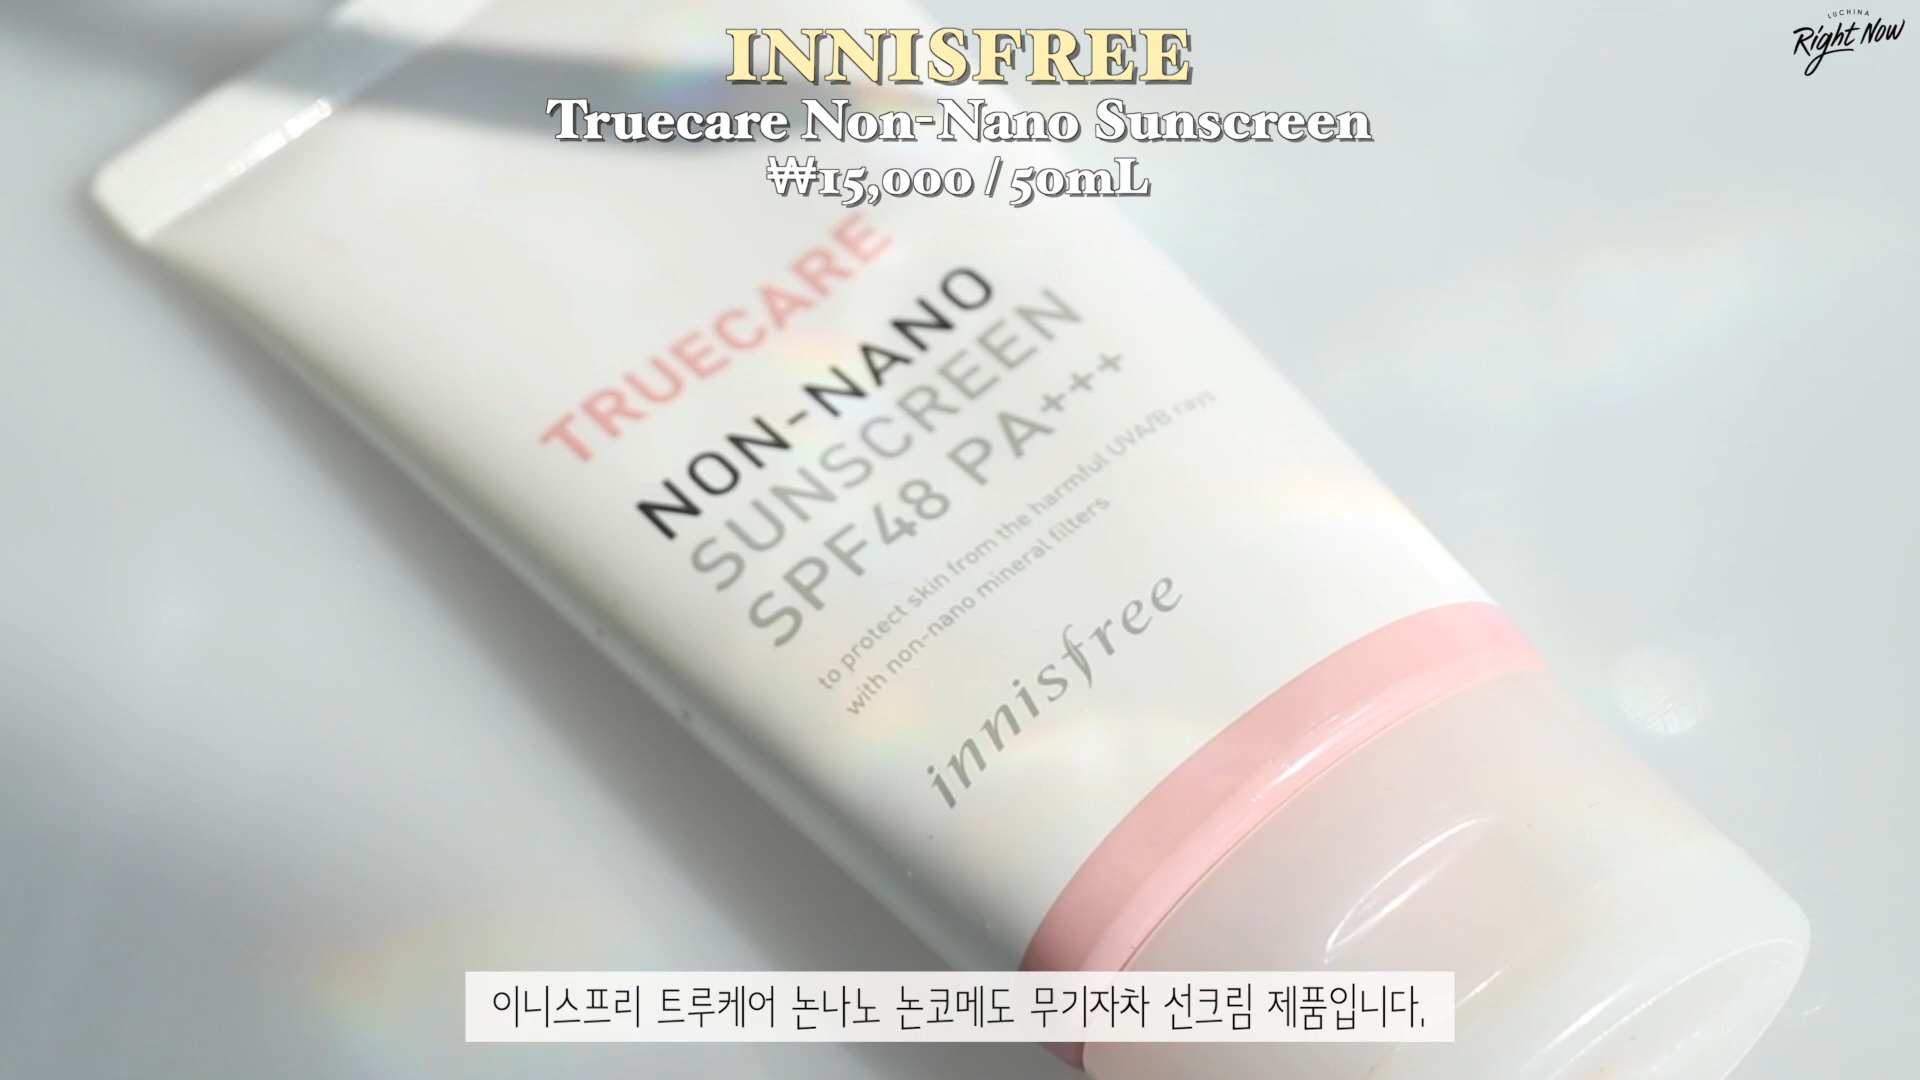 LUCHINA
Right Now
INNISFREE
Truecare Non-Nano Sunscreen
₩15,000 / 50mL
TRUECARE
NON-NANO
SUNSCREEN
SPF48 PA+++
to protect skin from the harmful UVA/B rays
with non-nano mineral filters
innisfree
이니스프리 트루케어 논나노 논코메도 무기자차 선크림 제품입니다.